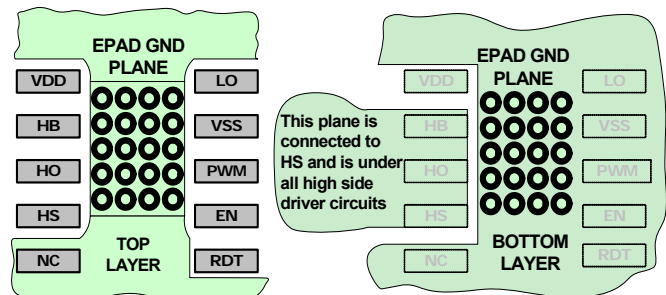 EPAD GND
PLANE
VDD
LO
HB
VSS
HO
PWM
HS
EN
NC
RDT
TOP
LAYER
This plane is
connected to
HS and is under
all high side
driver circuits
EPAD GND
PLANE
VDD
LO
HB
VSS
HO
PWM
HS
EN
NC
RDT
BOTTOM
LAYER